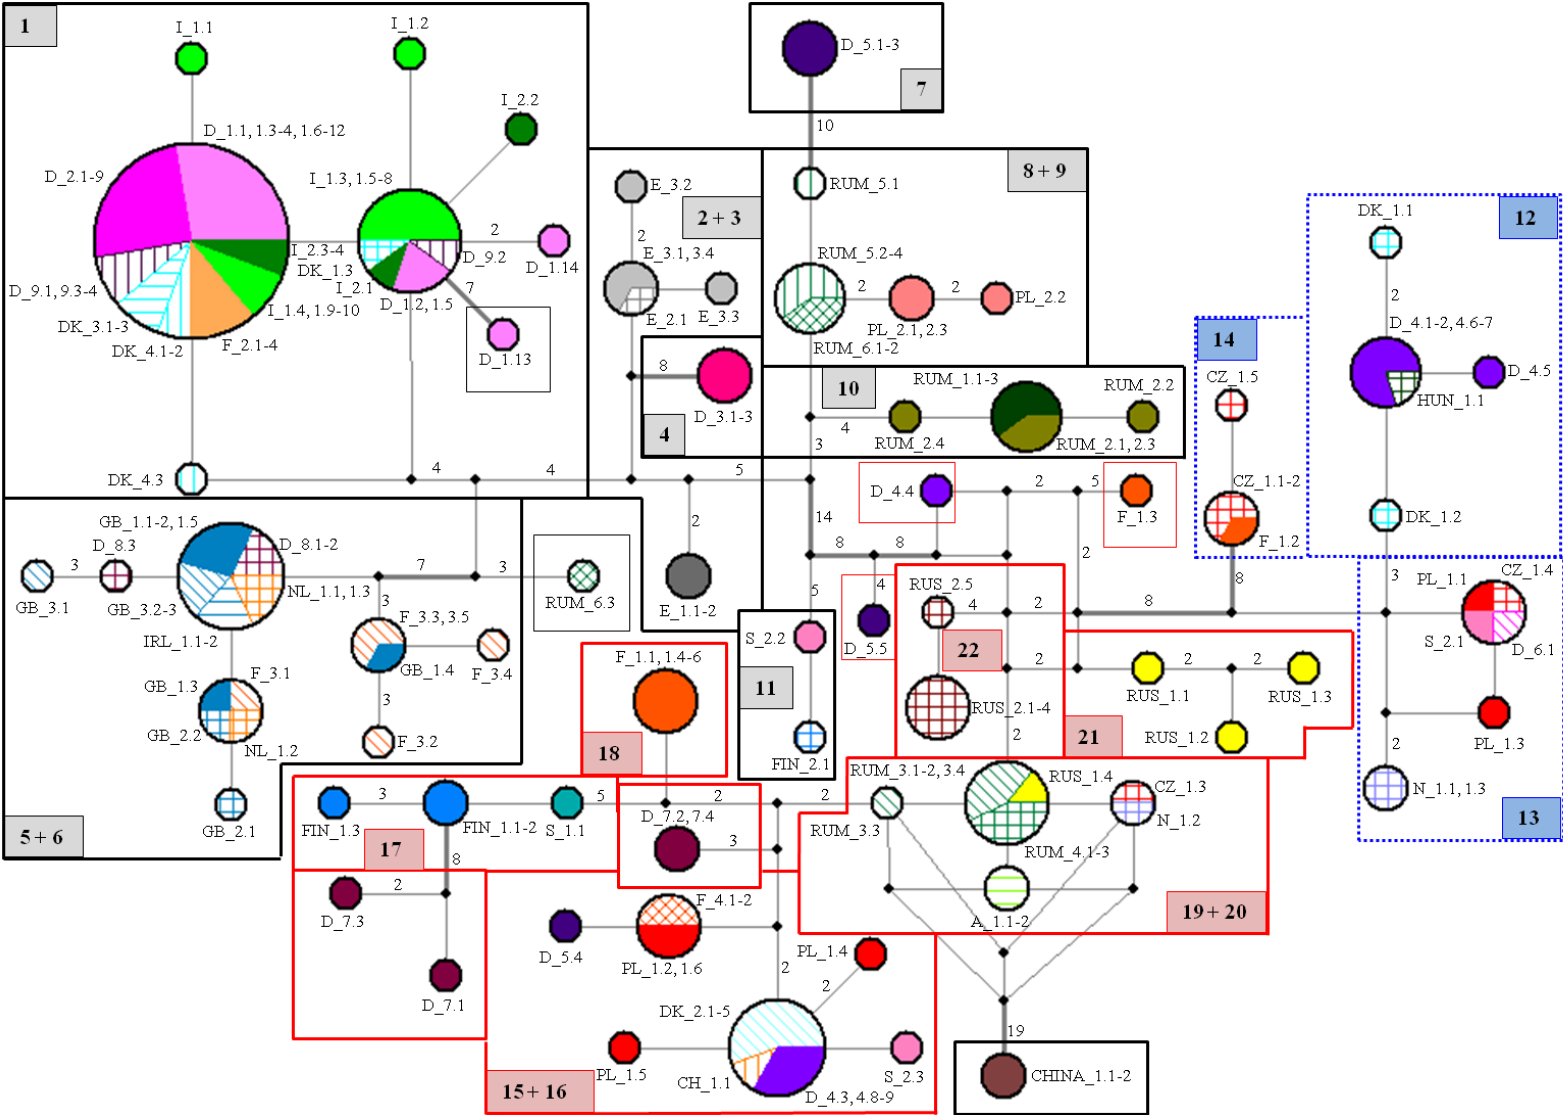 1
I_1.1
I_1.2
D_5.1-3
7
I_2.2
10
D_1.1, 1.3-4, 1.6-12
D_2.1-9
I_1.3, 1.5-8
E_3.2
2 + 3
RUM_5.1
8 + 9
DK_1.1
12
2
D_1.14
2
E_3.1, 3.4
RUM_5.2-4
I_2.3-4
DK_1.3
D_9.2
I_2.1
7
D_1.2, 1.5
D_9.1, 9.3-4
I_1.4, 1.9-10
DK_3.1-3
DK_4.1-2
F_2.1-4
E_2.1
E_3.3
2
PL_2.1, 2.3
2
PL_2.2
RUM_6.1-2
2
D_4.1-2, 4.6-7
14
D_1.13
8
D_3.1-3
4
10
RUM_1.1-3
RUM_2.2
CZ_1.5
D_4.5
HUN_1.1
4
RUM_2.4
RUM_2.1, 2.3
3
DK_4.3
4
4
5
D_4.4
2
5
F_1.3
CZ_1.1-2
F_1.2
DK_1.2
GB_1.1-2, 1.5
D_8.3
D_8.1-2
2
14
8
8
3
GB_3.1
GB_3.2-3
NL_1.1, 1.3
7
3
RUM_6.3
E_1.1-2
2
8
3
PL_1.1
CZ_1.4
IRL_1.1-2
3
F_3.3, 3.5
GB_1.4
F_3.4
5
4
D_5.5
RUS_2.5
4
2
8
S_2.1
D_6.1
S_2.2
22
2
RUS_1.1
2
2
RUS_1.3
F_1.1, 1.4-6
11
GB_1.3
F_3.1
3
GB_2.2
NL_1.2
F_3.2
RUS_2.1-4
2
21
RUS_1.2
PL_1.3
18
FIN_2.1
2
GB_2.1
5 + 6
RUM_3.1-2, 3.4
RUS_1.4
CZ_1.3
N_1.2
N_1.1, 1.3
13
3
FIN_1.3
FIN_1.1-2
5
S_1.1
2
D_7.2, 7.4
2
RUM_3.3
17
8
3
RUM_4.1-3
2
D_7.3
F_4.1-2
A_1.1-2
19 + 20
D_5.4
PL_1.2, 1.6
PL_1.4
2
2
D_7.1
DK_2.1-5
19
PL_1.5
CH_1.1
S_2.3
D_4.3, 4.8-9
CHINA_1.1-2
15 + 16